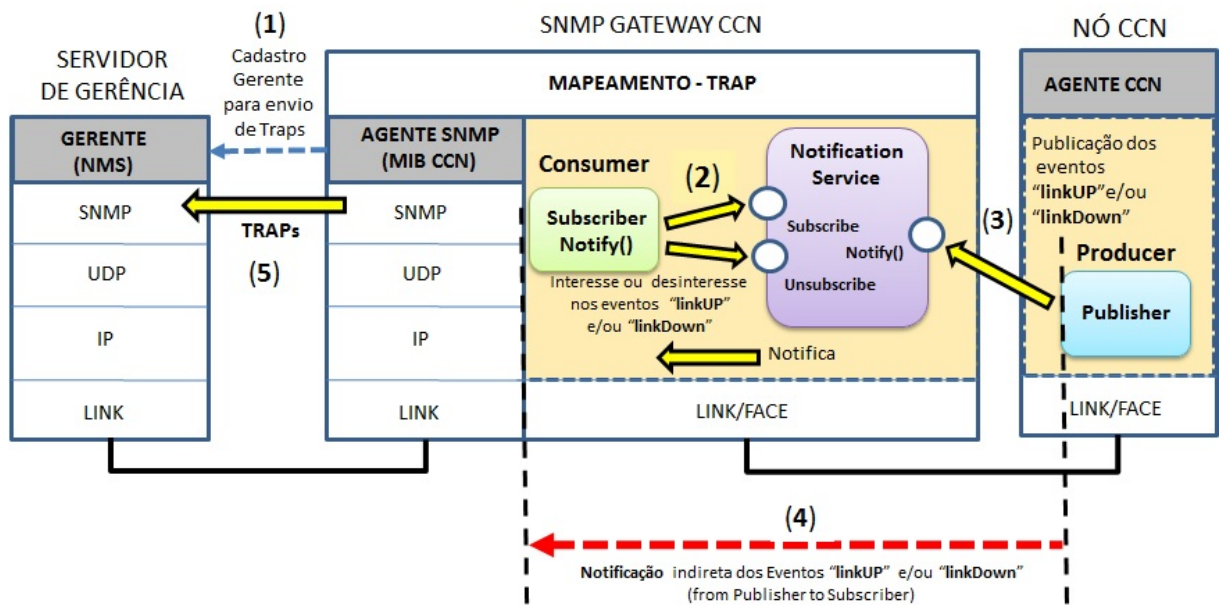 (1)
SNMP GATEWAY CCN
NÓ CCN
SERVIDOR
DE GERÊNCIA
Cadastro
Gerente
para envio
de Traps
MAPEAMENTO - TRAP
AGENTE CCN
GERENTE
(NMS)
AGENTE SNMP
(MIB CCN)
Consumer
(2)
Notification
Service
Publicação dos
eventos
“linkUP”e/ou
“linkDown”
SNMP
TRAPs
SNMP
Subscriber
Notify()
Subscribe
Notify()
Unsubscribe
(3)
Producer
Publisher
UDP
(5)
UDP
Interesse ou desinteresse
nos eventos “linkUP”
e/ou “linkDown”
IP
IP
Notifica
LINK
LINK
LINK/FACE
LINK/FACE
(4)
Notificação indireta dos Eventos “linkUP” e/ou “linkDown”
(from Publisher to Subscriber)